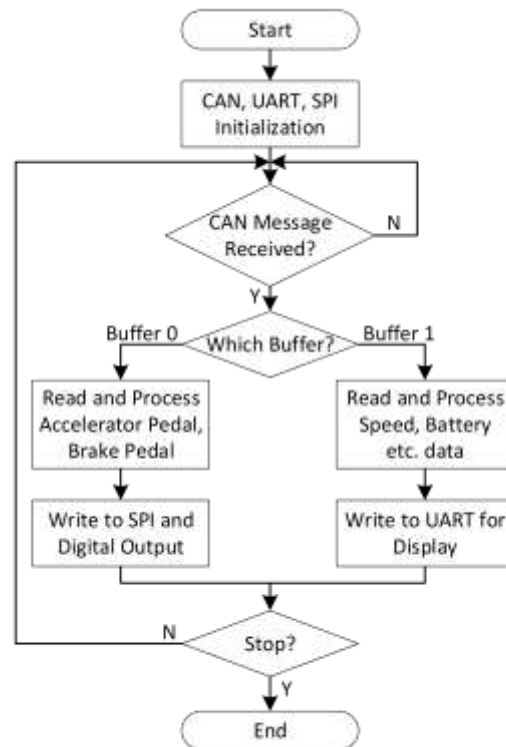 Start
CAN, UART, SPI
Initialization
CAN Message
Received?
N
Y
Buffer 0
Which Buffer?
Buffer 1
Read and Process
Accelerator Pedal,
Brake Pedal
Read and Process
Speed, Battery
etc. data
Write to SPI and
Digital Output
Write to UART for
Display
N
Stop?
Y
End